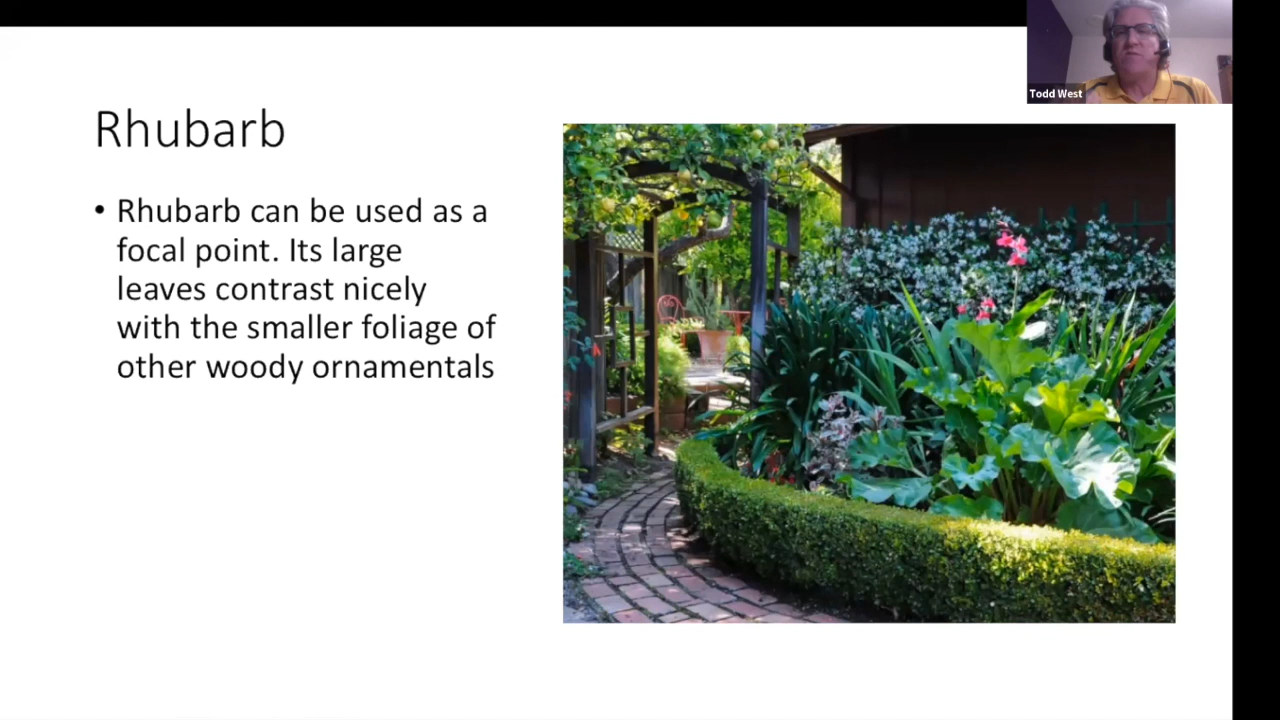 Todd West
Rhubarb
• Rhubarb can be used as a
focal point. Its large
leaves contrast nicely
with the smaller foliage of
other woody ornamentals